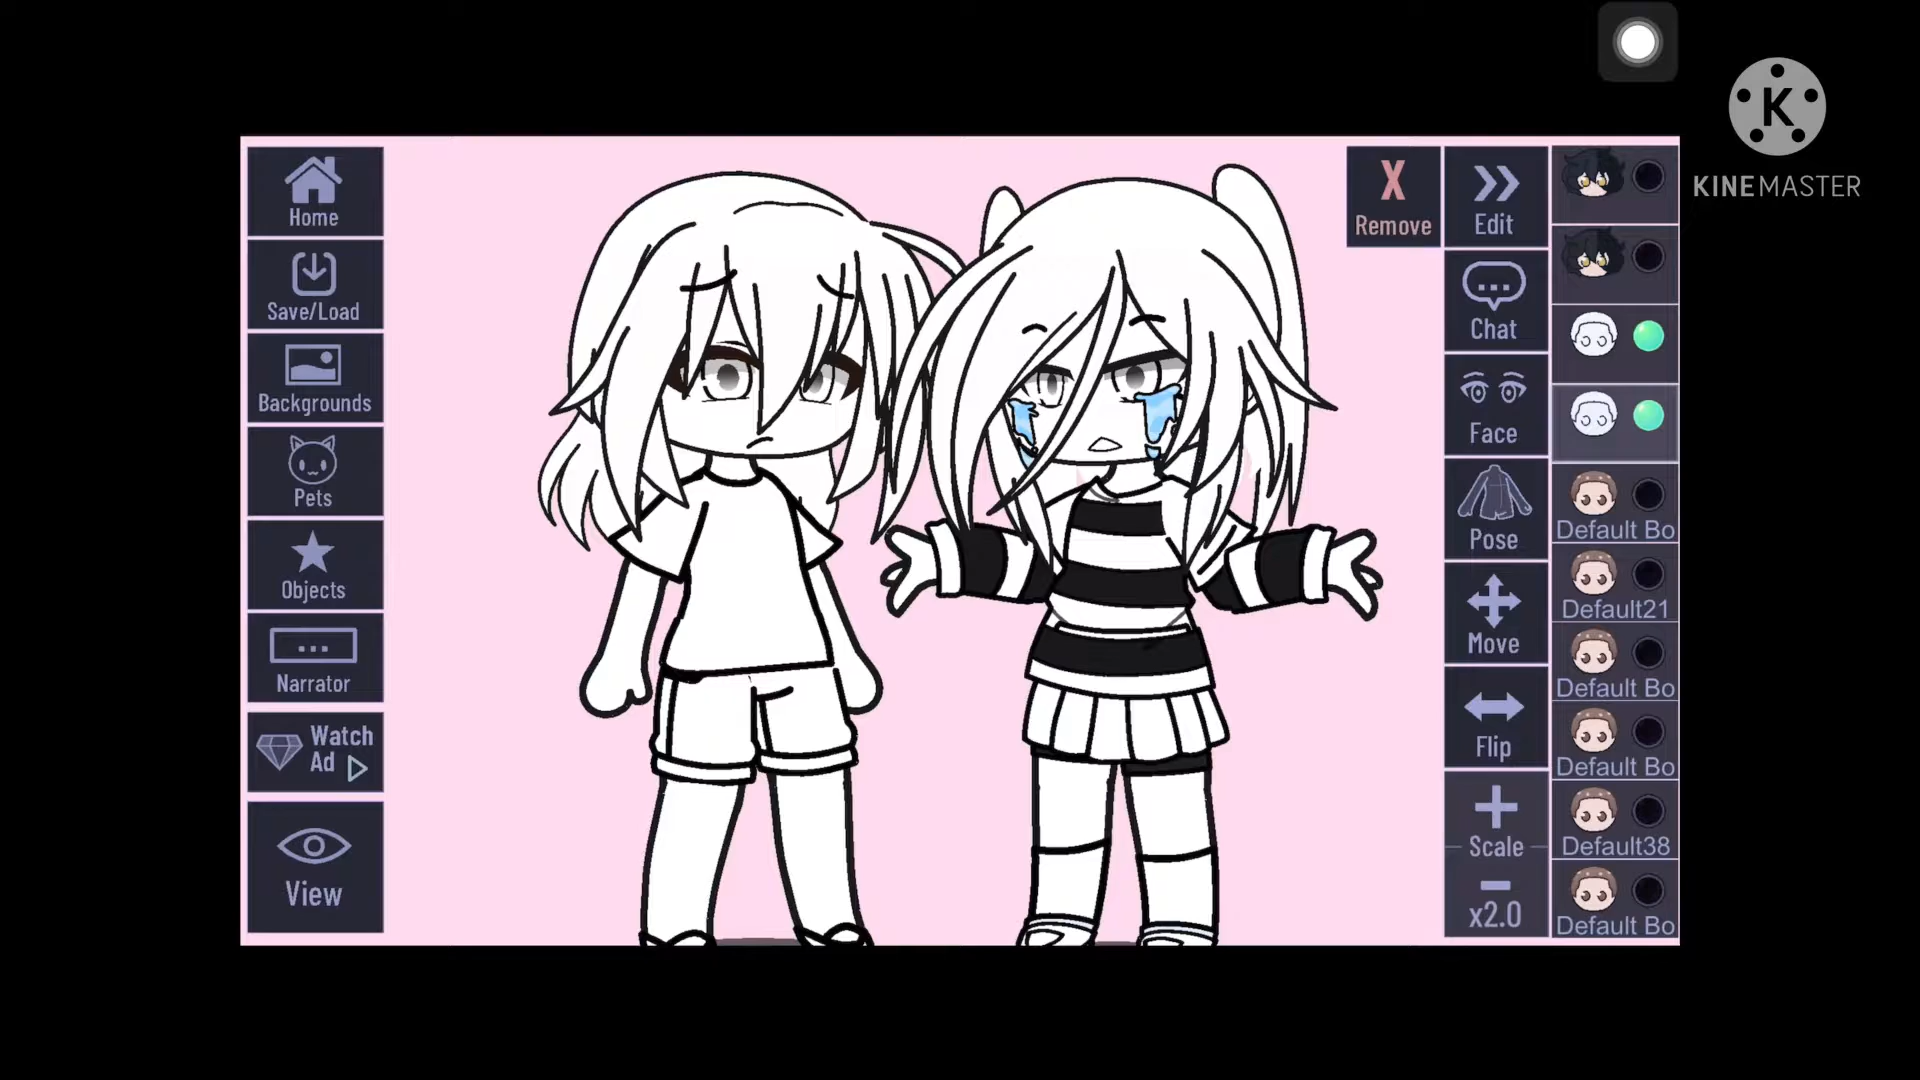 Home
Save/Load
Backgrounds
Pets
Objects
Narrator
Watch
Ad
View
X
Remove
Edit
Chat
Face
Pose
Move
Flip
Scale
x2.0
Default Bo
Default21
Default Bo
Default Bo
Default38
Default Bo
K
KINEMASTER